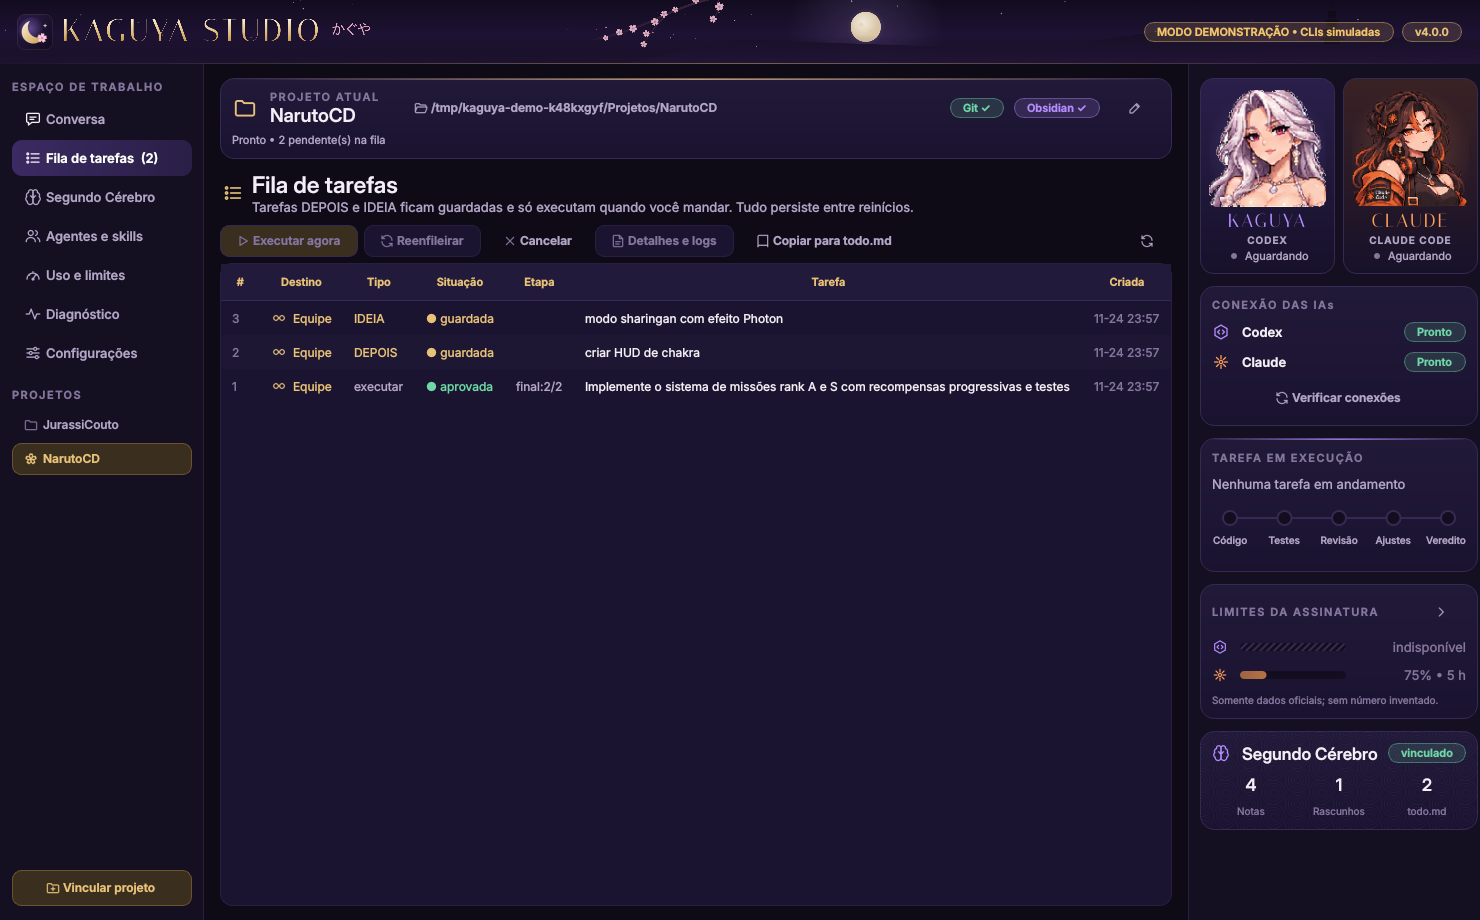 KAGUYA STUDIO かぐや
MODO DEMONSTRAÇÃO • CLIs simuladas
v4.0.0
ESPAÇO DE TRABALHO
Conversa
Fila de tarefas (2)
Segundo Cérebro
Agentes e skills
Uso e limites
Diagnóstico
Configurações
PROJETOS
JurassiCouto
NarutoCD
Vincular projeto
PROJETO ATUAL
NarutoCD
/tmp/kaguya-demo-k48kxgyf/Projetos/NarutoCD
Git ✓
Obsidian ✓
Pronto • 2 pendente(s) na fila
Fila de tarefas
Tarefas DEPOIS e IDEIA ficam guardadas e só executam quando você mandar. Tudo persiste entre reinícios.
Executar agora
Reenfileirar
Cancelar
Detalhes e logs
Copiar para todo.md
# Destino Tipo Situação Etapa Tarefa Criada
3 Equipe IDEIA guardada modo sharingan com efeito Photon 11-24 23:57
2 Equipe DEPOIS guardada criar HUD de chakra 11-24 23:57
1 Equipe executar aprovada final:2/2 Implemente o sistema de missões rank A e S com recompensas progressivas e testes 11-24 23:57
KAGUYA
CODEX
Aguardando
CLAUDE
CLAUDE CODE
Aguardando
CONEXÃO DAS IAs
Codex Pronto
Claude Pronto
Verificar conexões
TAREFA EM EXECUÇÃO
Nenhuma tarefa em andamento
Código Testes Revisão Ajustes Veredito
LIMITES DA ASSINATURA
indisponível
75% • 5 h
Somente dados oficiais; sem número inventado.
Segundo Cérebro vinculado
4 1 2
Notas Rascunhos todo.md